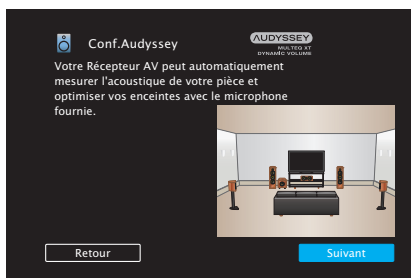 Conf.Audyssey
AUDYSSEY
MULTEQ XT
DYNAMIC VOLUME
Votre Récepteur AV peut automatiquement
mesurer l'acoustique de votre pièce et
optimiser vos enceintes avec le microphone
fournie.
Retour
Suivant